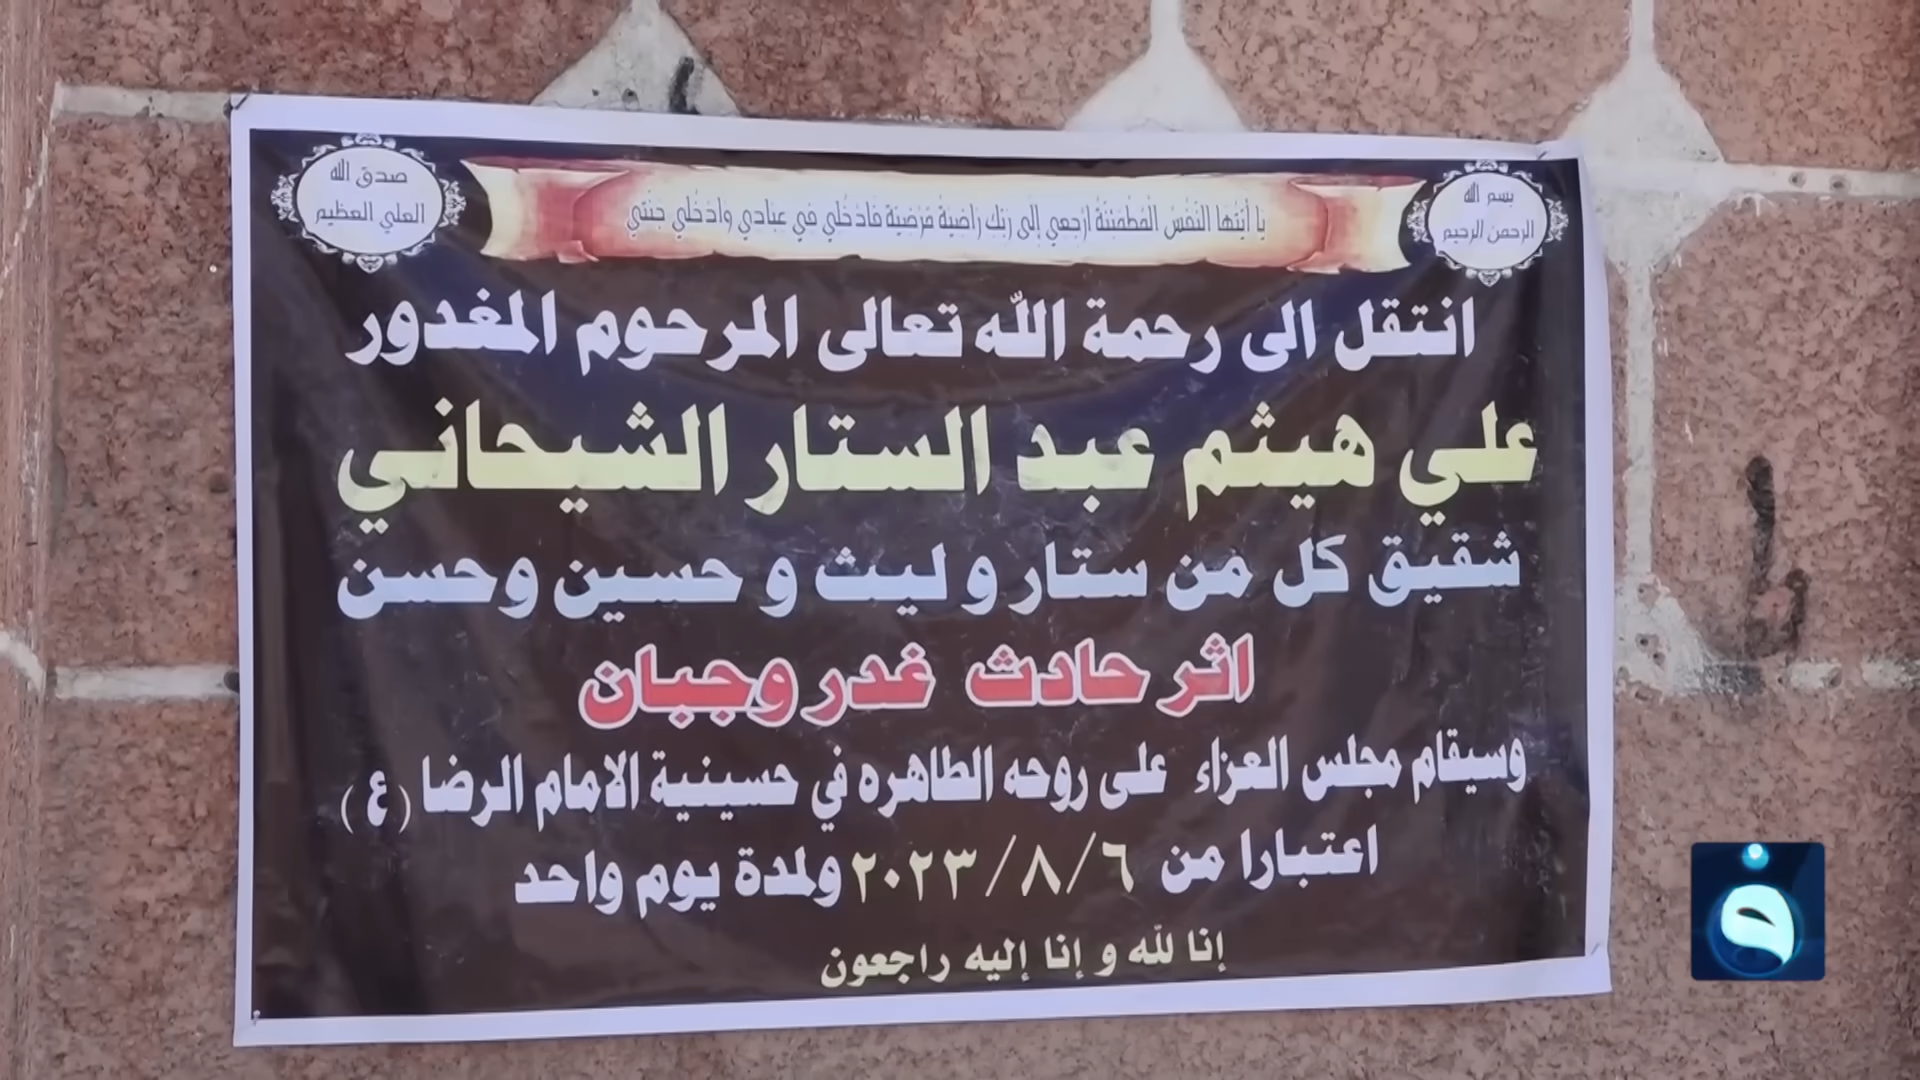 بسم الله
الرحمن الرحيم
يا أيتها النفس المطمئنة ارجعي إلى ربك راضية مرضية فادخلي في عبادي وادخلي جنتي
صدق الله
العلي العظيم
انتقل الى رحمة الله تعالى المرحوم المغدور
علي هيثم عبد الستار الشيحاني
شقيق كل من ستار و ليث و حسين وحسن
اثر حادث غدر وجبان
وسيقام مجلس العزاء على روحه الطاهره في حسينية الامام الرضا (ع)
اعتبارا من ٢٠٢٣/٨/٦ ولمدة يوم واحد
إنا لله و إنا إليه راجعون